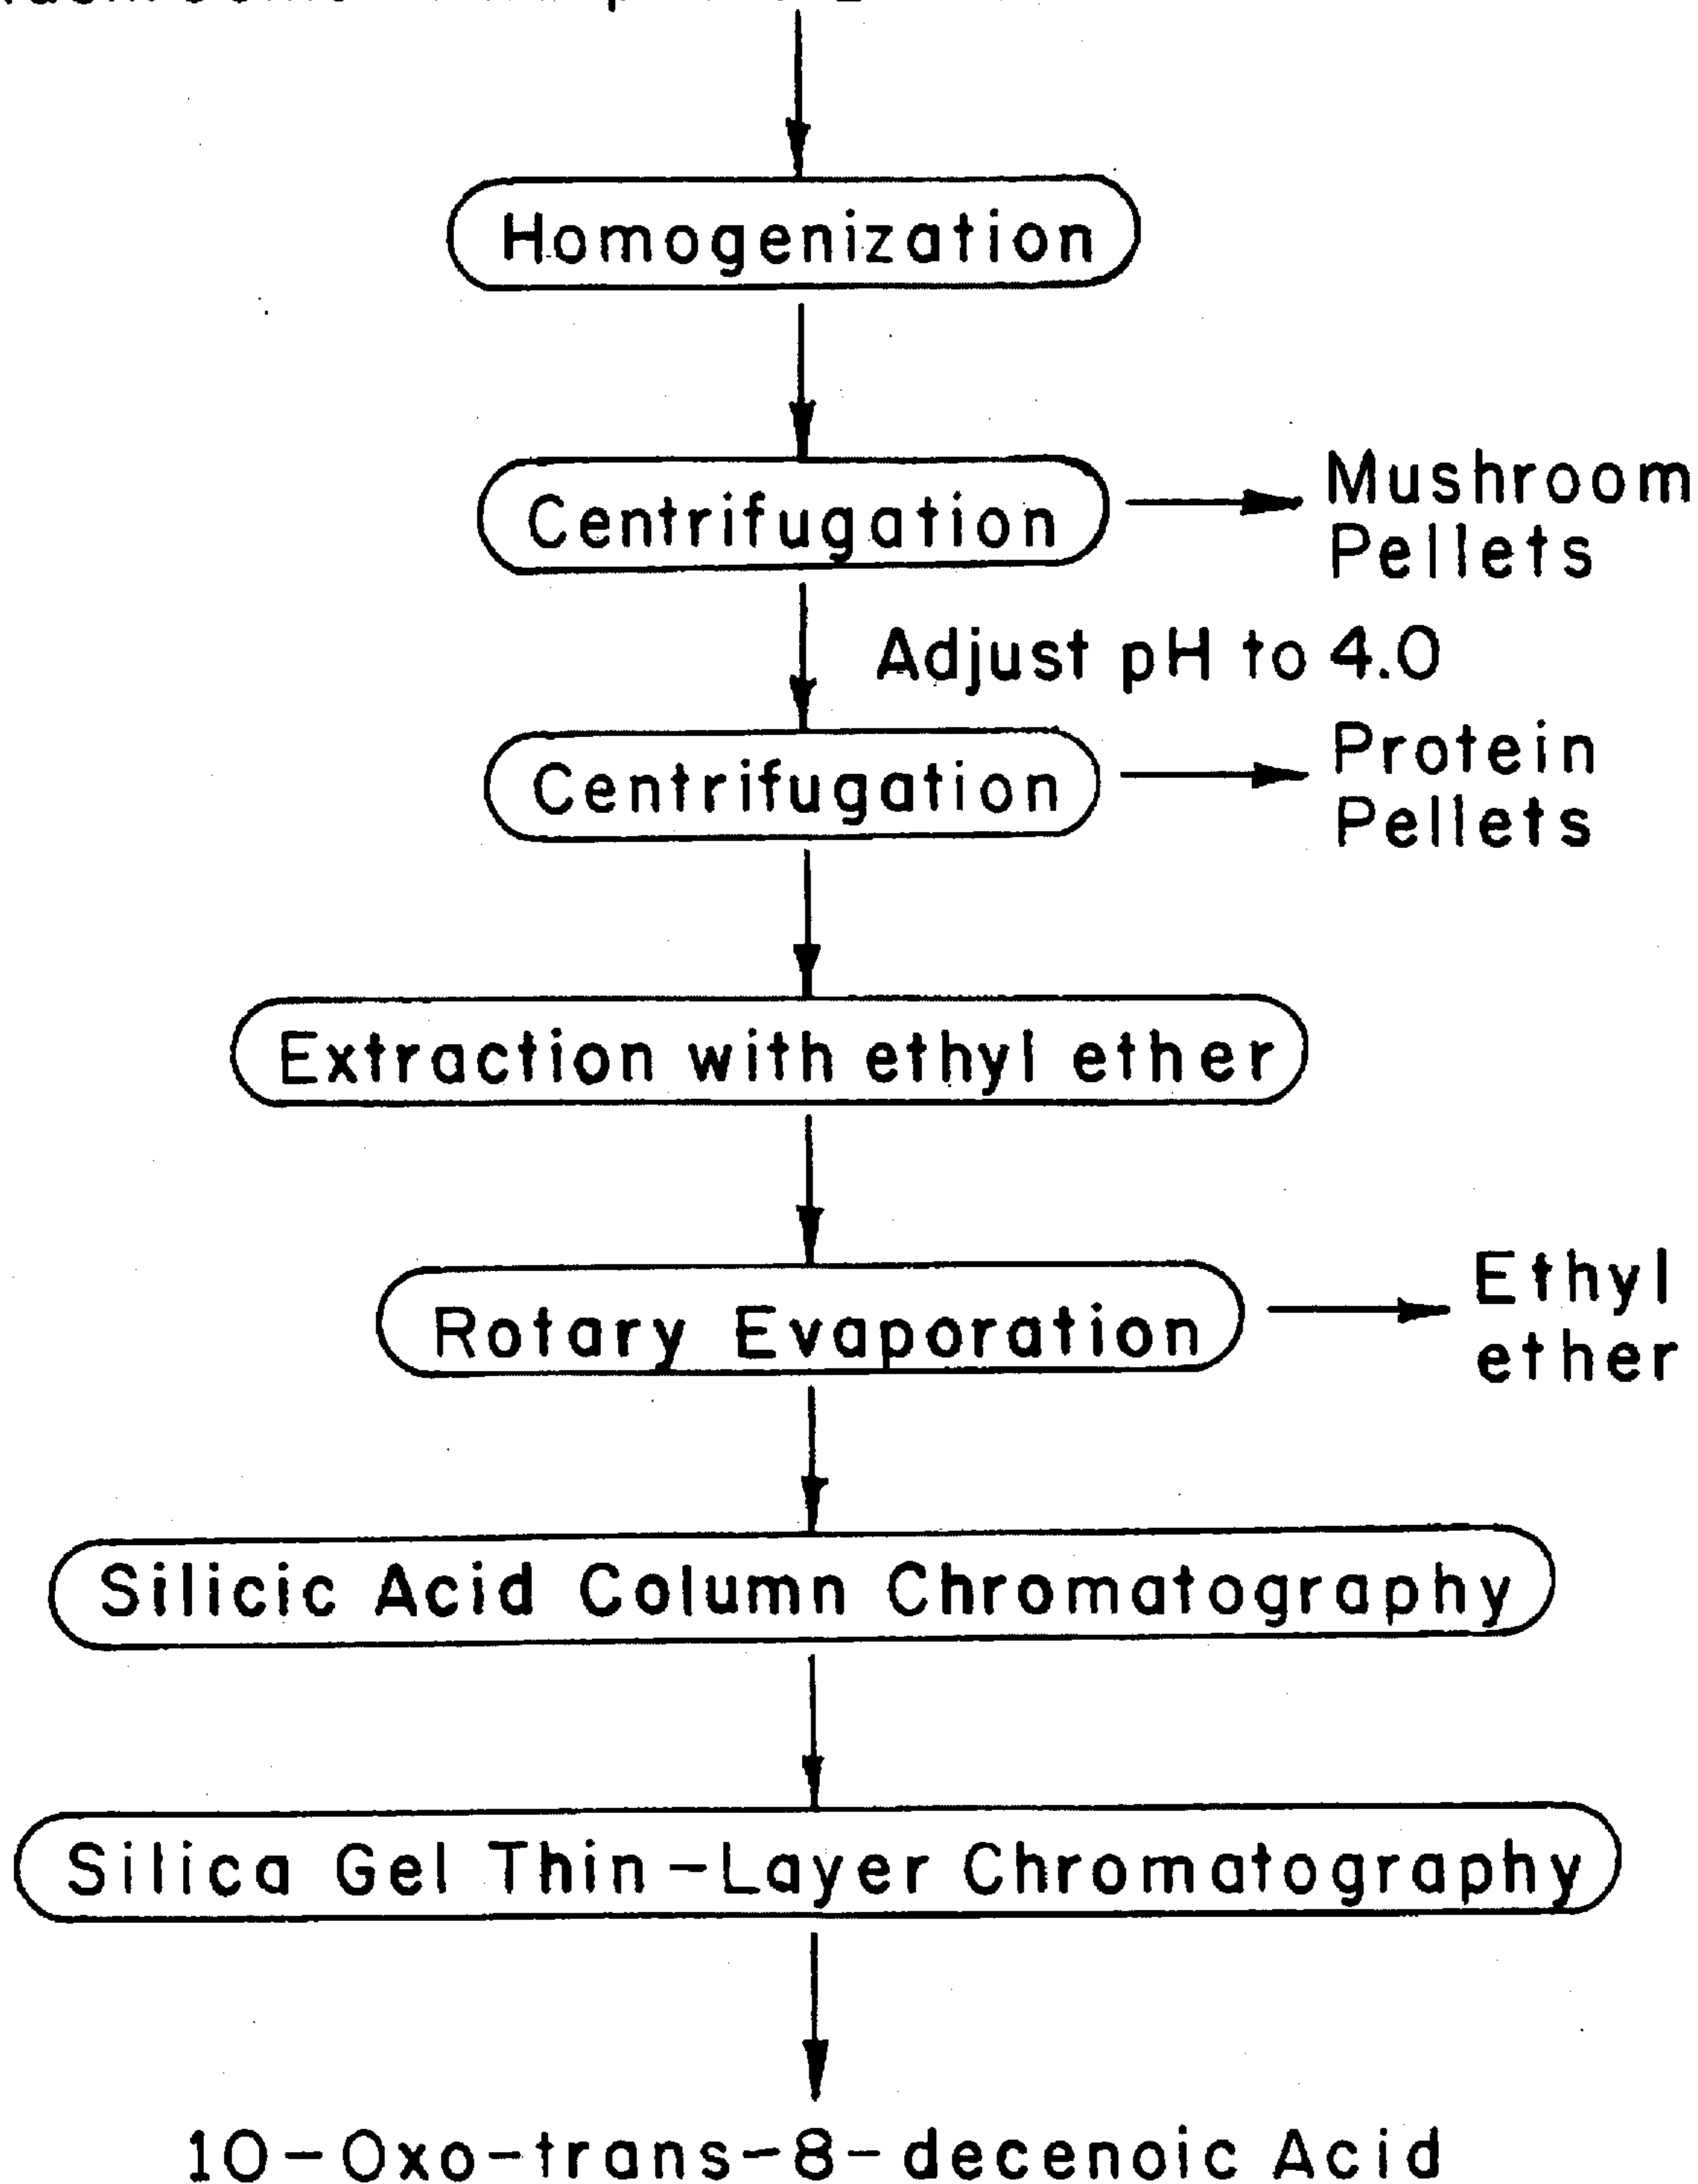 Homogenization
Centrifugation
Mushroom
Pellets
Adjust pH to 4.0
Centrifugation
Protein
Pellets
Extraction with ethyl ether
Rotary Evaporation
Ethyl
ether
Silicic Acid Column Chromatography
Silica Gel Thin-Layer Chromatography
10-Oxo-trans-8-decenoic Acid